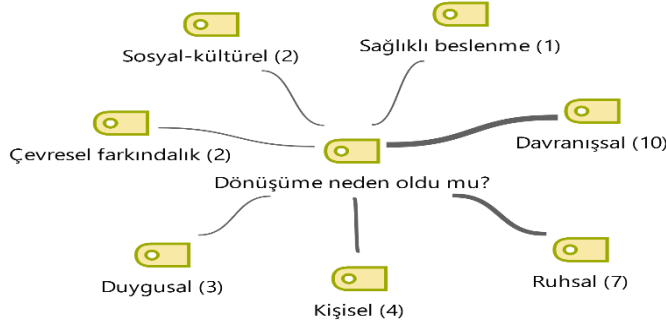 Sosyal-kültürel (2)
Sağlıklı beslenme (1)
Çevresel farkındalık (2)
Davranışsal (10)
Dönüşüme neden oldu mu?
Duygusal (3)
Kişisel (4)
Ruhsal (7)